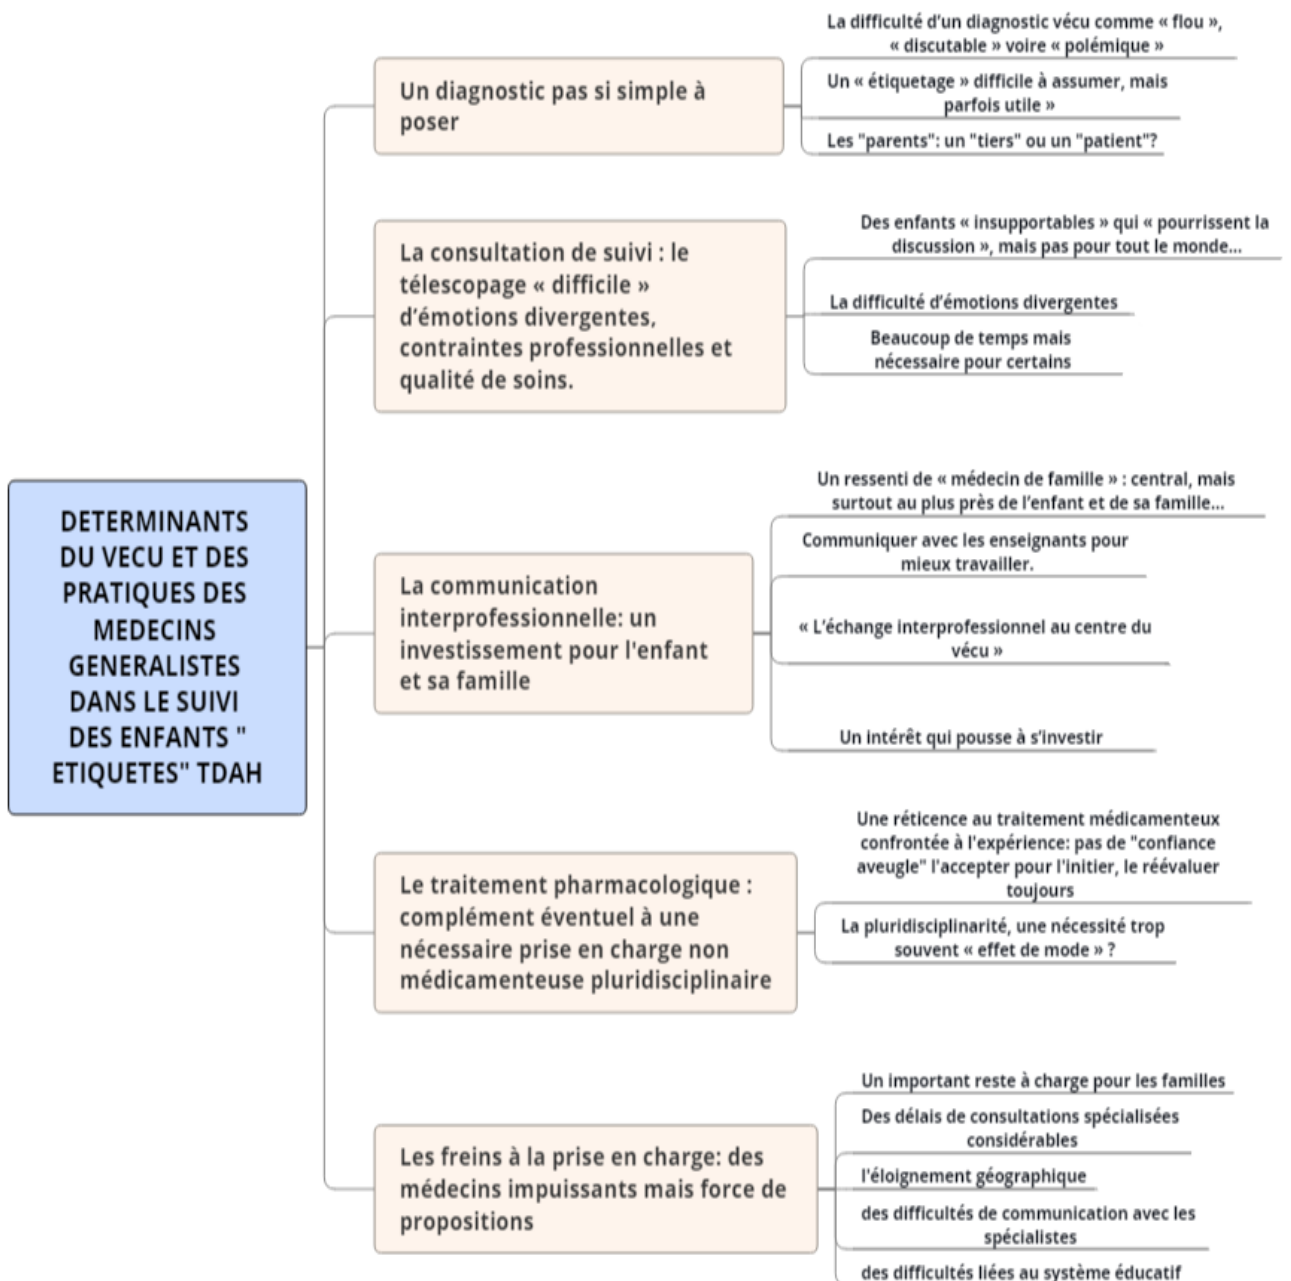 DETERMINANTS
DU VECU ET DES
PRATIQUES DES
MEDECINS
GENERALISTES
DANS LE SUIVI
DES ENFANTS "
ETIQUETES" TDAH
Un diagnostic pas si simple à
poser
La difficulté d'un diagnostic vécu comme « flou »,
« discutable » voire « polémique »
Un « étiquetage » difficile à assumer, mais
parfois utile »
Les "parents": un "tiers" ou un "patient"?
La consultation de suivi : le
télescopage « difficile »
d'émotions divergentes,
contraintes professionnelles et
qualité de soins.
Des enfants « insupportables » qui « pourrissent la
discussion », mais pas pour tout le monde...
La difficulté d'émotions divergentes
Beaucoup de temps mais
nécessaire pour certains
La communication
interprofessionnelle: un
investissement pour l'enfant
et sa famille
Un ressenti de « médecin de famille » : central, mais
surtout au plus près de l'enfant et de sa famille...
Communiquer avec les enseignants pour
mieux travailler.
« L'échange interprofessionnel au centre du
vécu »
Un intérêt qui pousse à s'investir
Le traitement pharmacologique :
complément éventuel à une
nécessaire prise en charge non
médicamenteuse pluridisciplinaire
Une réticence au traitement médicamenteux
confrontée à l'expérience: pas de "confiance
aveugle" l'accepter pour l'initier, le réévaluer
toujours
La pluridisciplinarité, une nécessité trop
souvent « effet de mode » ?
Les freins à la prise en charge: des
médecins impuissants mais force de
propositions
Un important reste à charge pour les familles
Des délais de consultations spécialisées
considérables
l'éloignement géographique
des difficultés de communication avec les
spécialistes
des difficultés liées au système éducatif